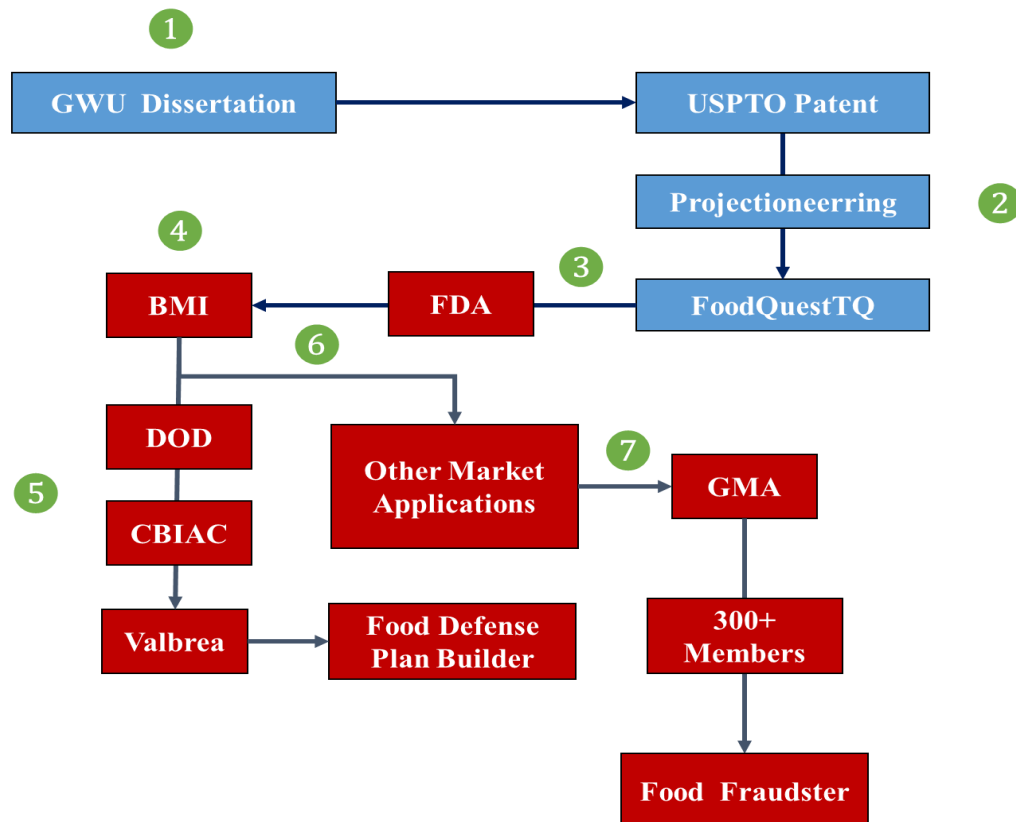 1
GWU Dissertation
USPTO Patent
Projectioneerring
2
4
3
BMI
FDA
FoodQuestTQ
6
DOD
Other Market
Applications
7
GMA
5
CBIAC
Valbrea
Food Defense
Plan Builder
300+
Members
Food Fraudster